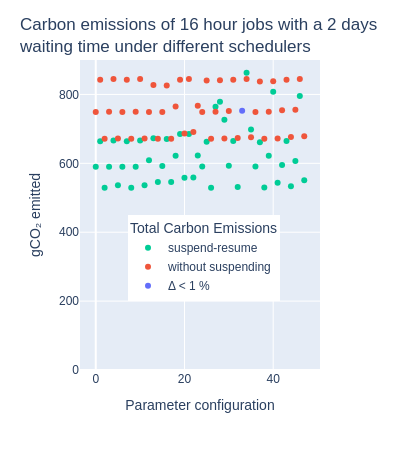 Carbon emissions of 16 hour jobs with a 2 days
waiting time under different schedulers
gCO₂ emitted
800
600
400
200
0
Total Carbon Emissions
suspend-resume
without suspending
Δ < 1 %
0
20
40
Parameter configuration